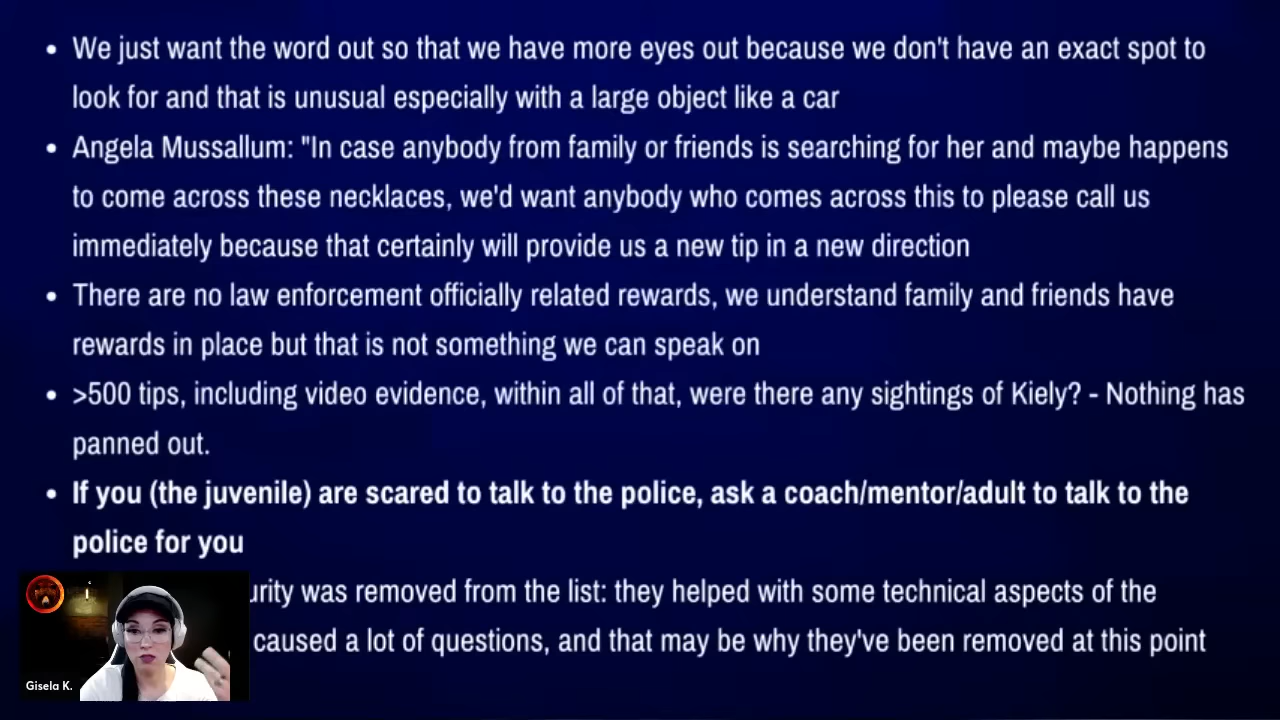 We just want the word out so that we have more eyes out because we don't have an exact spot to
look for and that is unusual especially with a large object like a car
Angela Mussallum: "In case anybody from family or friends is searching for her and maybe happens
to come across these necklaces, we'd want anybody who comes across this to please call us
immediately because that certainly will provide us a new tip in a new direction
There are no law enforcement officially related rewards, we understand family and friends have
rewards in place but that is not something we can speak on
>500 tips, including video evidence, within all of that, were there any sightings of Kiely? - Nothing has
panned out.
If you (the juvenile) are scared to talk to the police, ask a coach/mentor/adult to talk to the
police for you
urity was removed from the list: they helped with some technical aspects of the
caused a lot of questions, and that may be why they've been removed at this point
Gisela K.